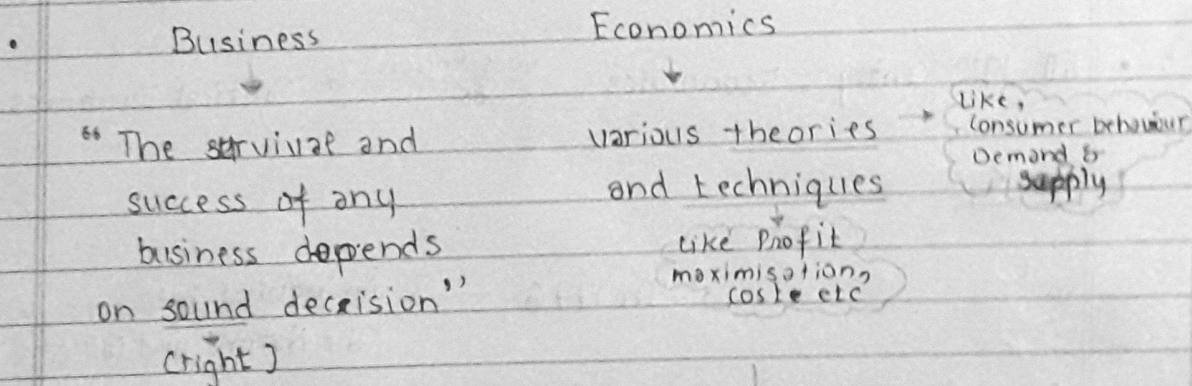 Business
↓
“ The survival and
success of any
business depends
on sound decision”
↓
(right)
Economics
↓
various theories → Like, consumer behaviour
Demand &
supply
and techniques
↓
like Profit
maximisation,
cost etc